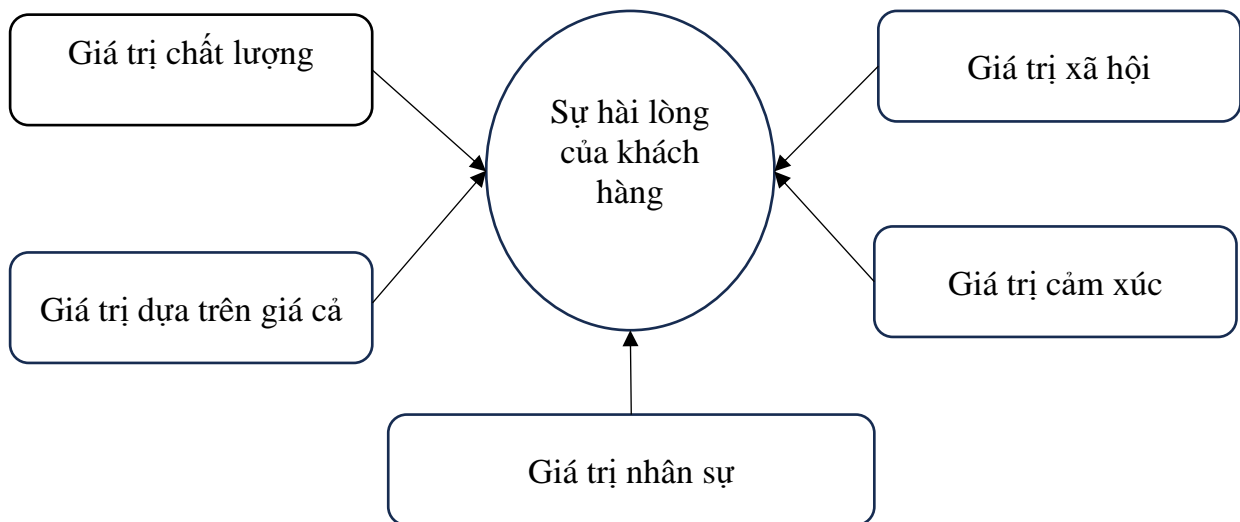 Giá trị chất lượng
Giá trị xã hội
Sự hài lòng
của khách
hàng
Giá trị dựa trên giá cả
Giá trị cảm xúc
Giá trị nhân sự